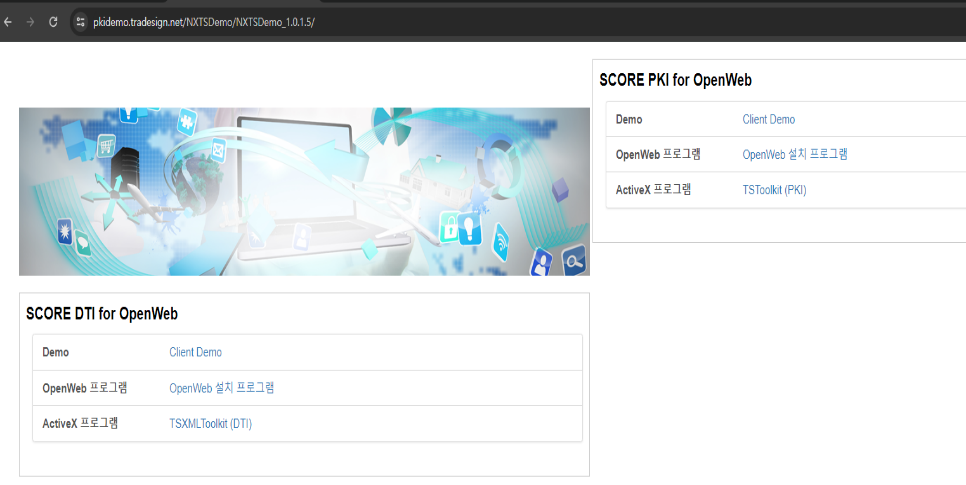 pkidemo.tradesign.net/NXTSDemo/NXTSDemo_1.0.1.5/
SCORE PKI for OpenWeb
Demo Client Demo
OpenWeb 프로그램 OpenWeb 설치 프로그램
ActiveX 프로그램 TSToolkit (PKI)
SCORE DTI for OpenWeb
Demo Client Demo
OpenWeb 프로그램 OpenWeb 설치 프로그램
ActiveX 프로그램 TSXMLToolkit (DTI)